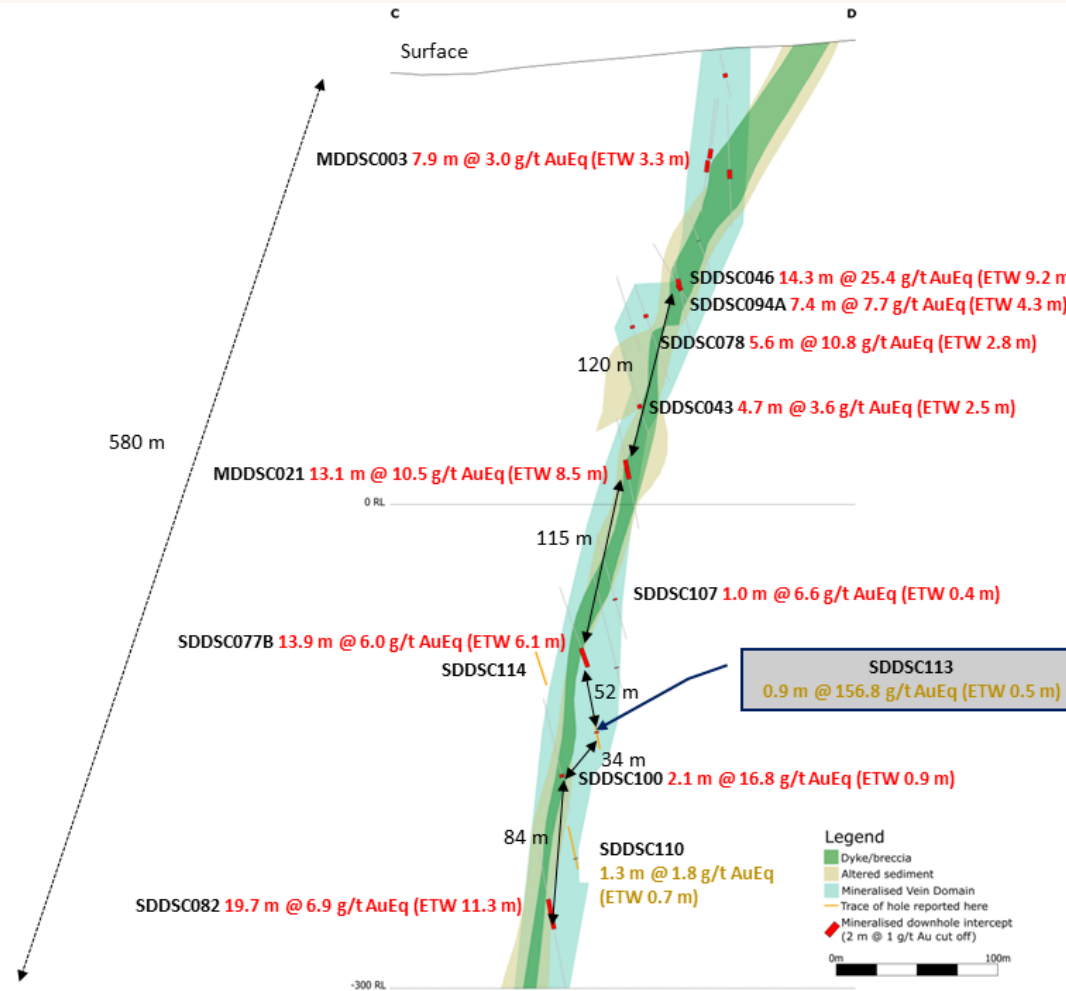 C
D
Surface
MDDSC003 7.9 m @ 3.0 g/t AuEq (ETW 3.3 m)
SDDSC046 14.3 m @ 25.4 g/t AuEq (ETW 9.2 m
SDDSC094A 7.4 m @ 7.7 g/t AuEq (ETW 4.3 m)
SDDSC078 5.6 m @ 10.8 g/t AuEq (ETW 2.8 m)
120 m
SDDSC043 4.7 m @ 3.6 g/t AuEq (ETW 2.5 m)
580 m
MDDSC021 13.1 m @ 10.5 g/t AuEq (ETW 8.5 m)
0 RL
115 m
SDDSC107 1.0 m @ 6.6 g/t AuEq (ETW 0.4 m)
SDDSC077B 13.9 m @ 6.0 g/t AuEq (ETW 6.1 m)
SDDSC114
SDDSC113
0.9 m @ 156.8 g/t AuEq (ETW 0.5 m)
52 m
34 m
SDDSC100 2.1 m @ 16.8 g/t AuEq (ETW 0.9 m)
84 m
SDDSC110
1.3 m @ 1.8 g/t AuEq
(ETW 0.7 m)
SDDSC082 19.7 m @ 6.9 g/t AuEq (ETW 11.3 m)
Legend
Dyke/breccia
Altered sediment
Mineralised Vein Domain
Trace of hole reported here
Mineralised downhole intercept
(2 m @ 1 g/t Au cut off)
0m
100m
-300 RL